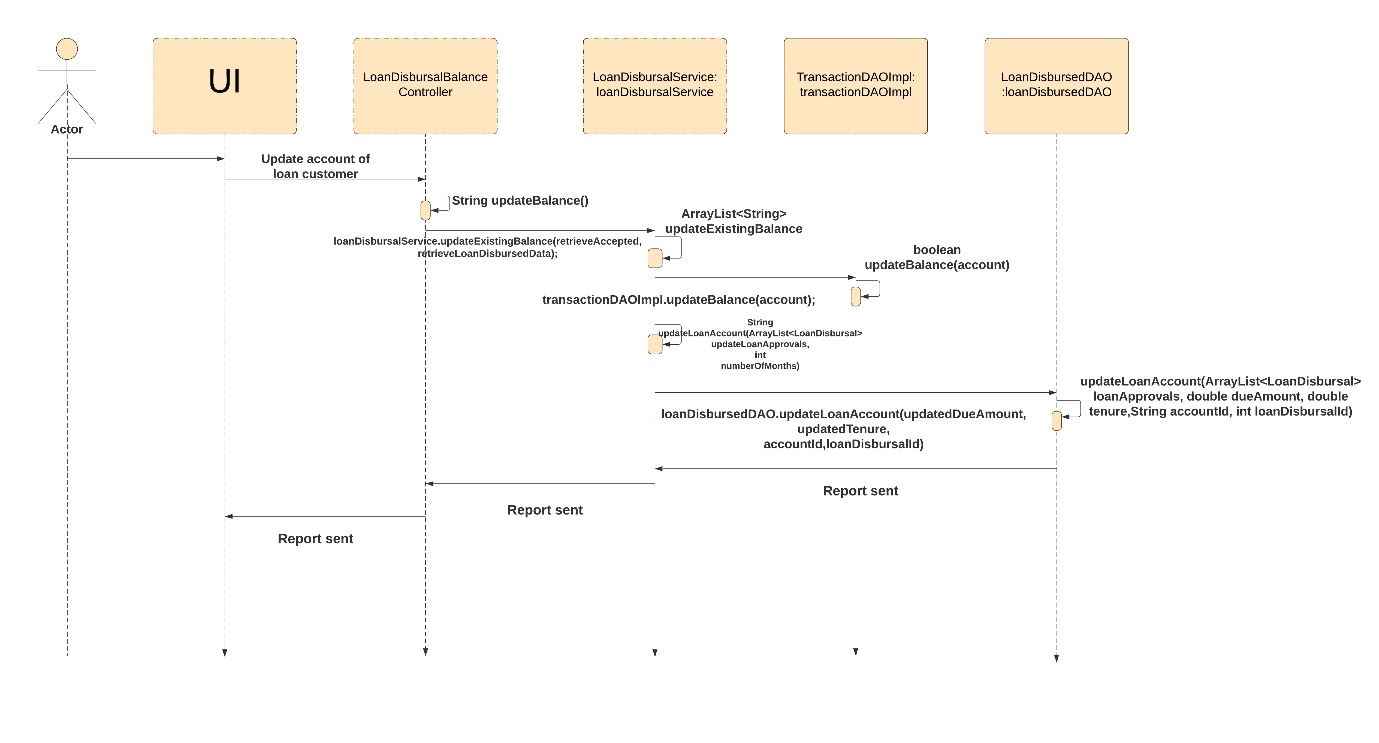 UI
LoanDisbursalBalance
Controller
LoanDisbursalService:
loanDisbursalService
TransactionDAOImpl:
transactionDAOImpl
LoanDisbursedDAO
:loanDisbursedDAO
Actor
Update account of
loan customer
String updateBalance()
ArrayList<String>
updateExistingBalance
loanDisbursalService.updateExistingBalance(retrieveAccepted,
retrieveLoanDisbursedData);
boolean
updateBalance(account)
transactionDAOImpl.updateBalance(account);
String
updateLoanAccount(ArrayList<LoanDisbursal>
updateLoanApprovals,
int
numberOfMonths)
updateLoanAccount(ArrayList<LoanDisbursal>
loanApprovals, double dueAmount, double
tenure,String accountId, int loanDisbursalId)
loanDisbursedDAO.updateLoanAccount(updatedDueAmount,
updatedTenure,
accountId,loanDisbursalId)
Report sent
Report sent
Report sent